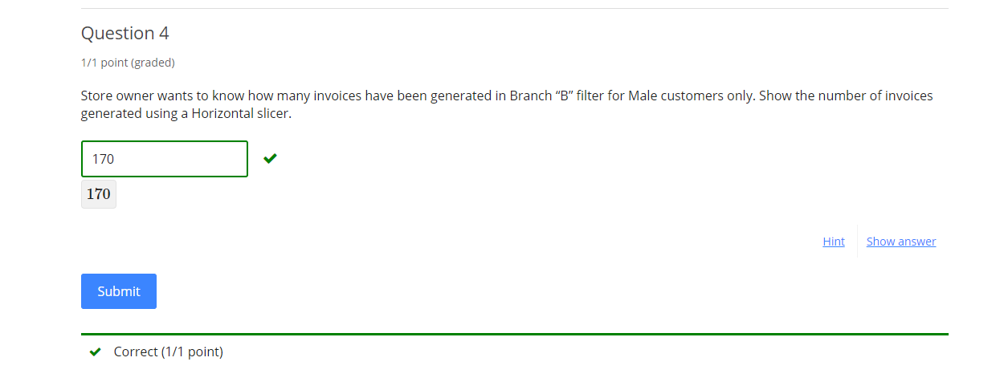 Question 4
1/1 point (graded)
Store owner wants to know how many invoices have been generated in Branch “B” filter for Male customers only. Show the number of invoices
generated using a Horizontal slicer.
170
170
Hint
Show answer
Submit
Correct (1/1 point)